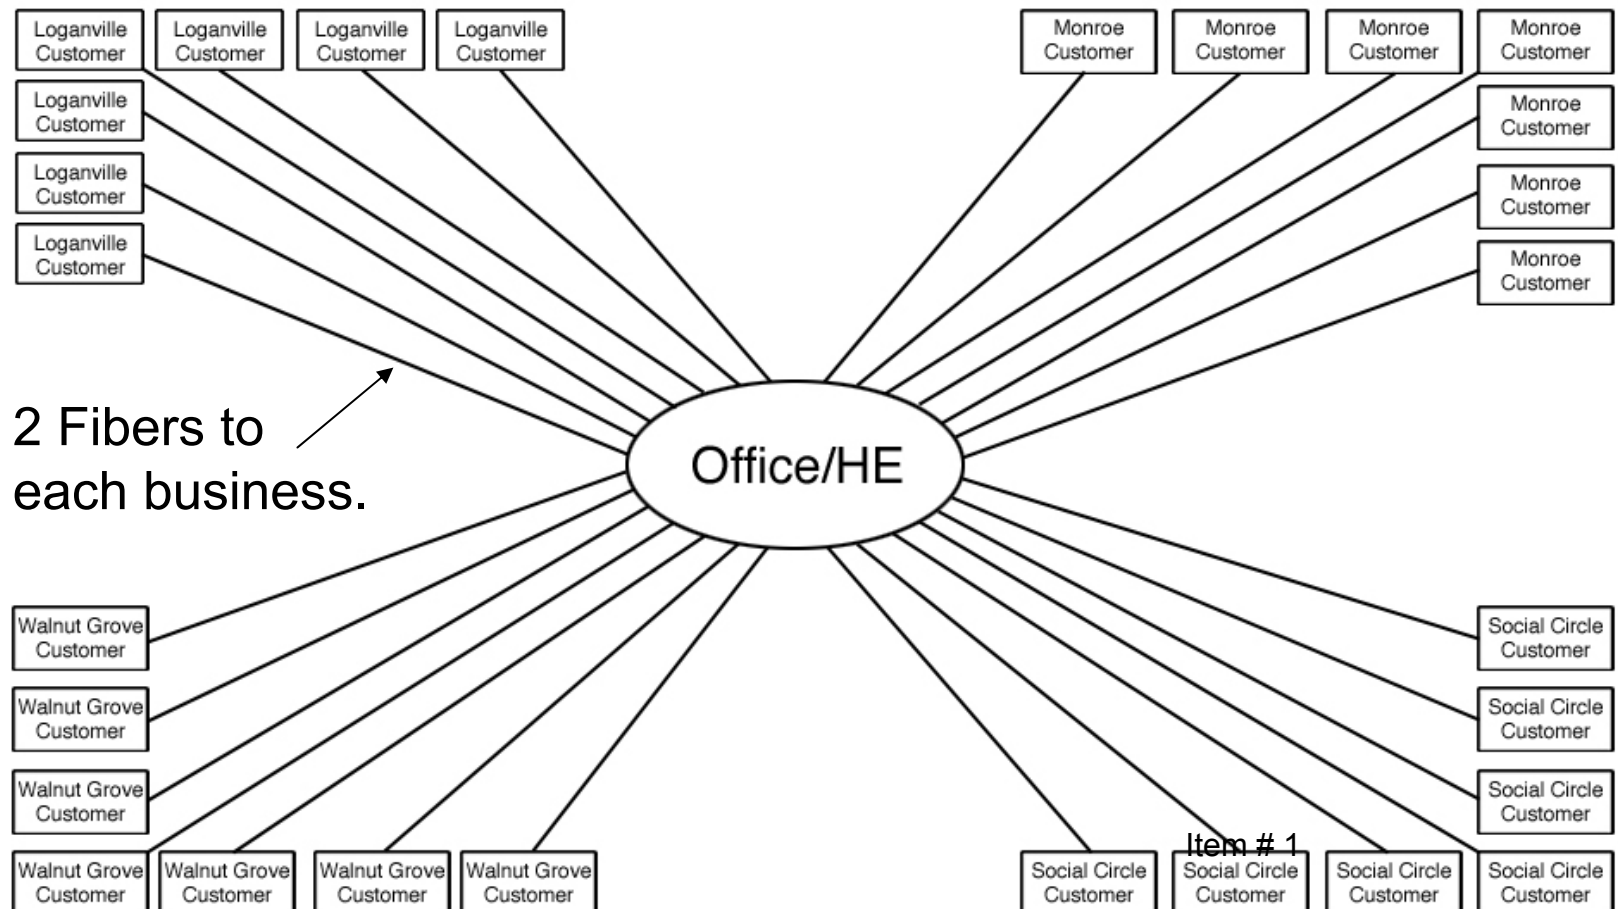 Loganville
Customer
Loganville
Customer
Loganville
Customer
Loganville
Customer
Monroe
Customer
Monroe
Customer
Monroe
Customer
Monroe
Customer
Loganville
Customer
Monroe
Customer
Loganville
Customer
Monroe
Customer
Loganville
Customer
Monroe
Customer
2 Fibers to
each business.
Office/HE
Walnut Grove
Customer
Social Circle
Customer
Walnut Grove
Customer
Social Circle
Customer
Walnut Grove
Customer
Social Circle
Customer
Item # 1
Walnut Grove
Customer
Walnut Grove
Customer
Walnut Grove
Customer
Walnut Grove
Customer
Social Circle
Customer
Social Circle
Customer
Social Circle
Customer
Social Circle
Customer